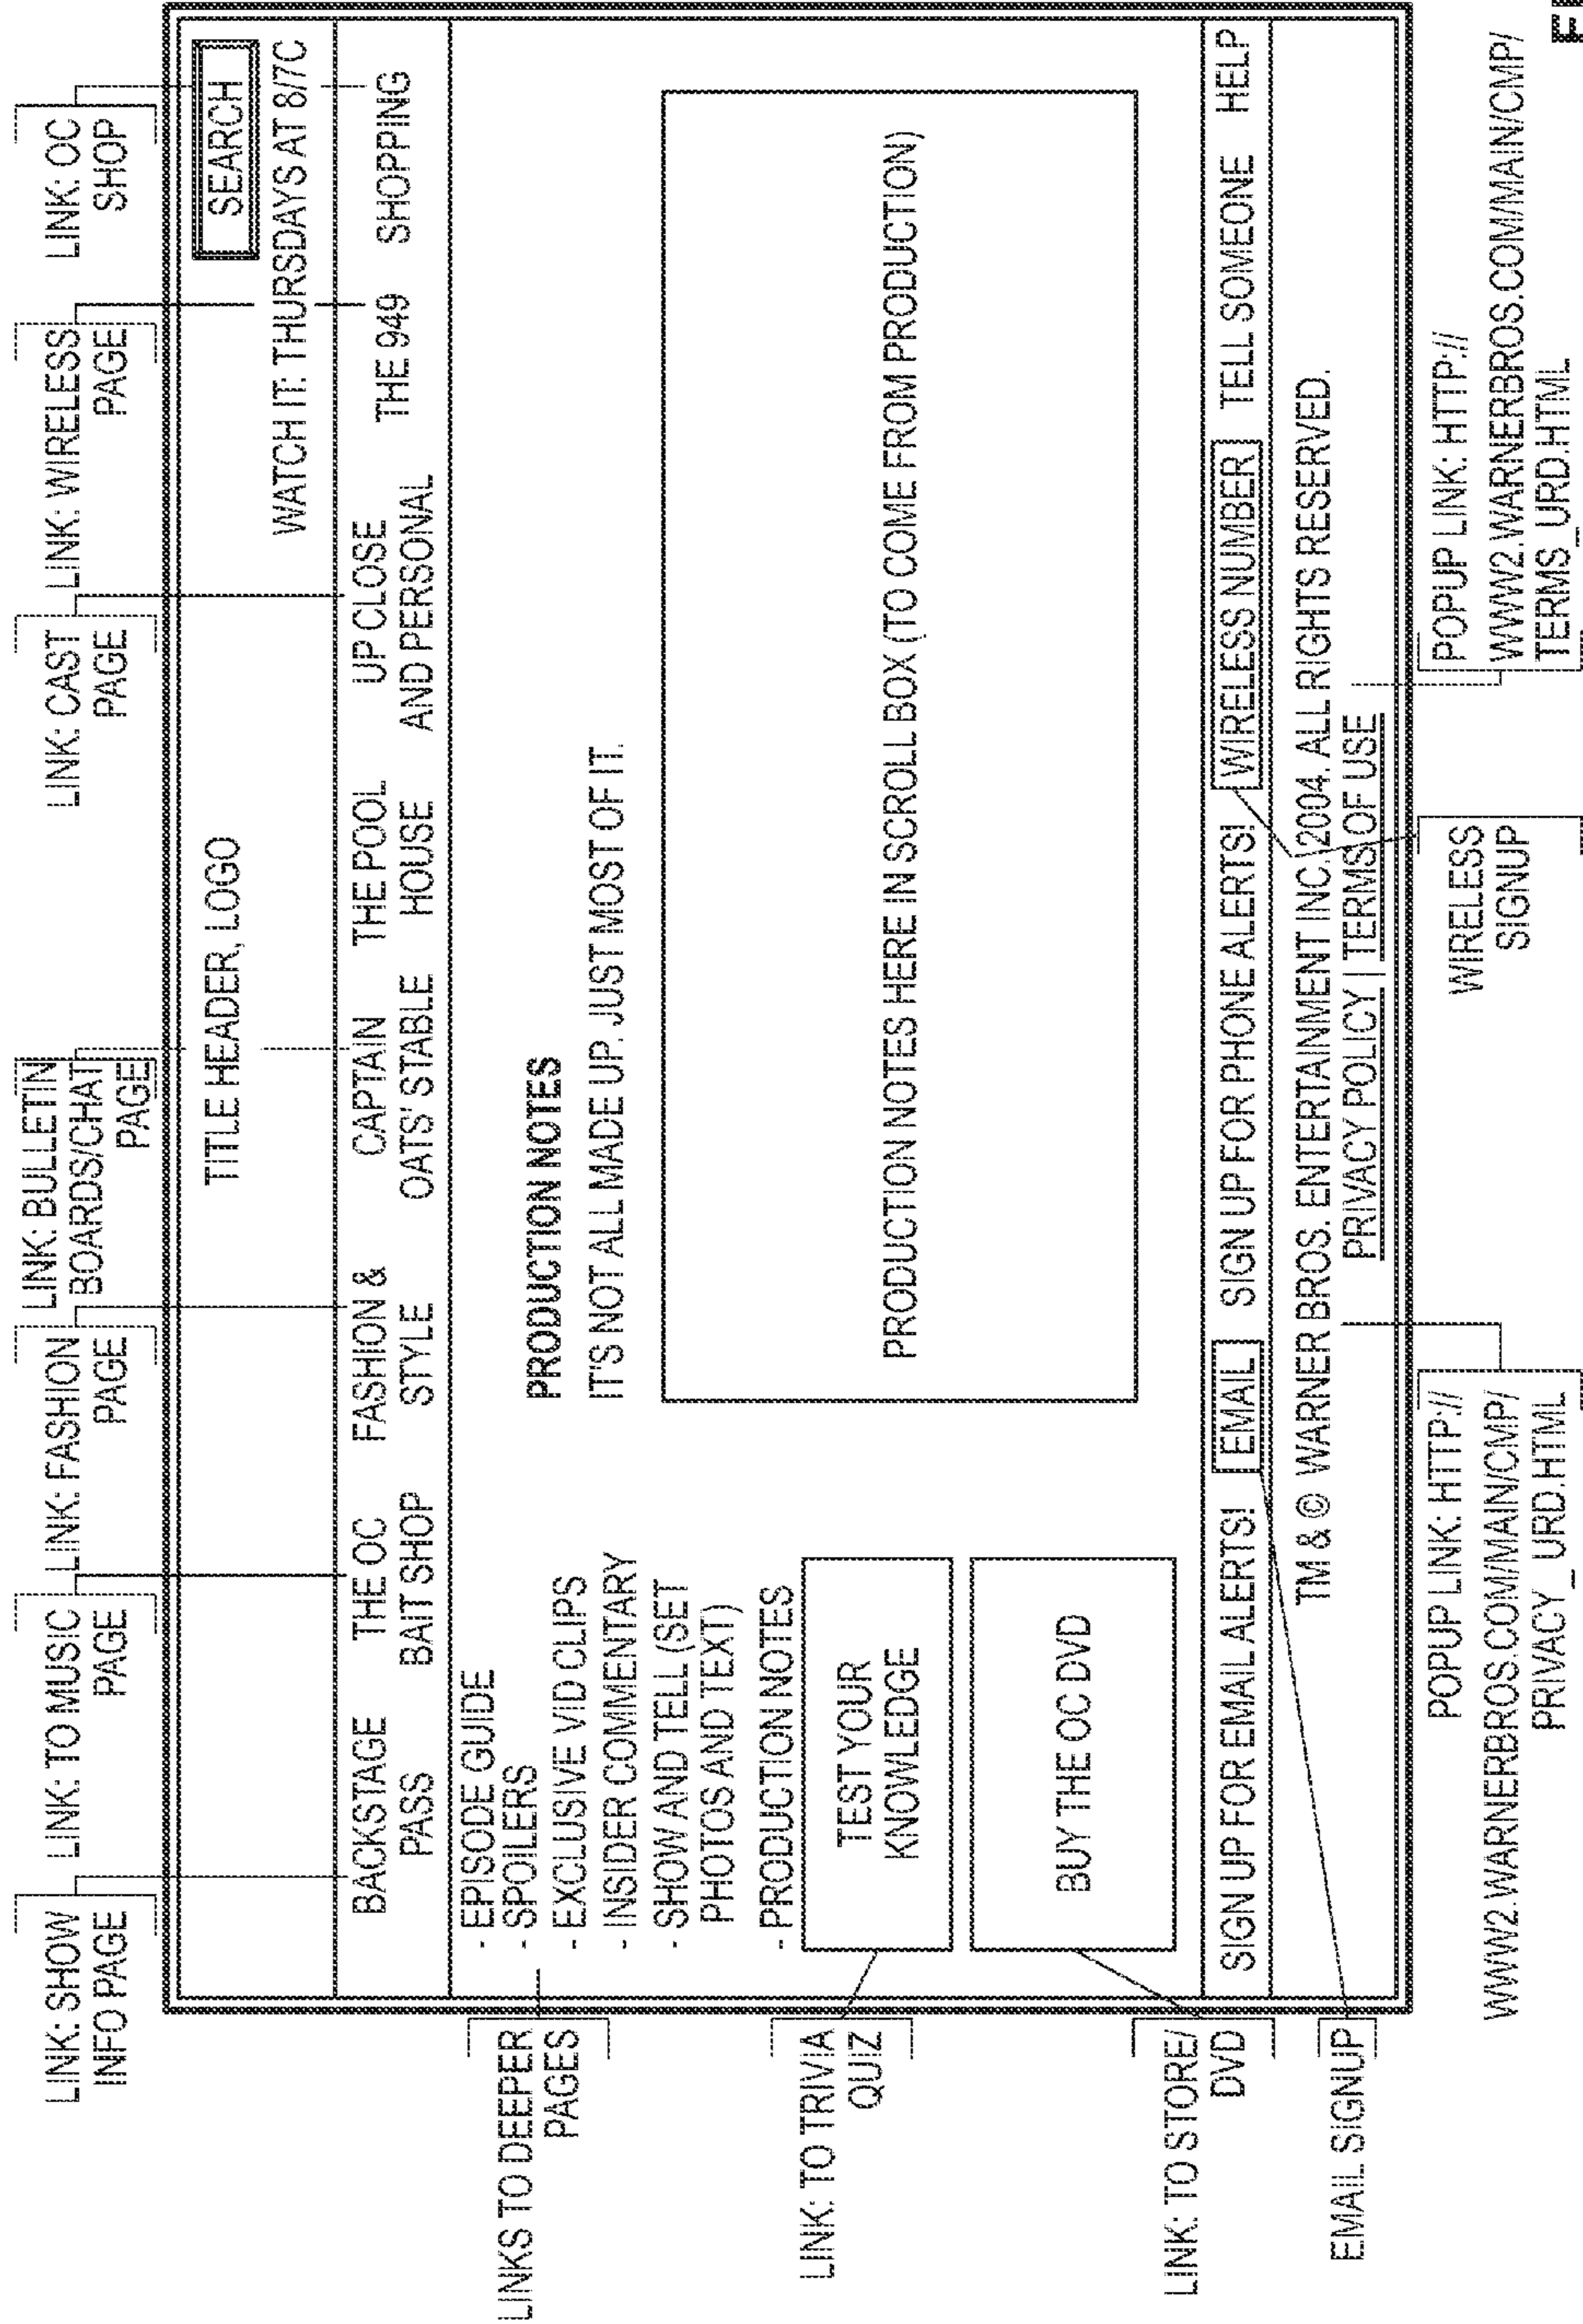 LINK: SHOW
INFO PAGE
LINK: TO MUSIC
PAGE
LINK: FASHION
PAGE
LINK: BULLETIN
BOARDS/CHAT
PAGE
LINK: CAST
PAGE
LINK: WIRELESS
PAGE
LINK: OC
SHOP
TITLE HEADER, LOGO
SEARCH
WATCH IT: THURSDAYS AT 8/7C
BACKSTAGE
PASS
THE OC
BAIT SHOP
FASHION &
STYLE
CAPTAIN
OATS' STABLE
THE POOL
HOUSE
UP CLOSE
AND PERSONAL
THE 949
SHOPPING
LINKS TO DEEPER
PAGES
- EPISODE GUIDE
- SPOILERS
- EXCLUSIVE VID CLIPS
- INSIDER COMMENTARY
- SHOW AND TELL (SET
PHOTOS AND TEXT)
- PRODUCTION NOTES
PRODUCTION NOTES
IT'S NOT ALL MADE UP. JUST MOST OF IT.
PRODUCTION NOTES HERE IN SCROLL BOX (TO COME FROM PRODUCTION)
LINK: TO TRIVIA
QUIZ
TEST YOUR
KNOWLEDGE
LINK: TO STORE/
DVD
BUY THE OC DVD
SIGN UP FOR EMAIL ALERTS! EMAIL SIGN UP FOR PHONE ALERTS! WIRELESS NUMBER TELL SOMEONE HELP
TM & © WARNER BROS. ENTERTAINMENT INC. 2004. ALL RIGHTS RESERVED.
PRIVACY POLICY | TERMS OF USE
EMAIL SIGNUP
POPUP LINK: HTTP://
WWW2.WARNERBROS.COM/MAIN/CMP/
PRIVACY_URD.HTML
WIRELESS
SIGNUP
POPUP LINK: HTTP://
WWW2.WARNERBROS.COM/MAIN/CMP/
TERMS_URD.HTML